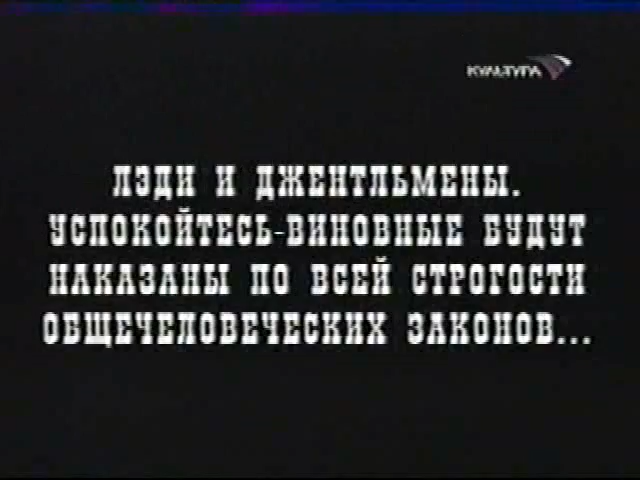 КУЛЬТУРА
ЛЭДИ И ДЖЕНТЛЬМЕНЫ.
УСПОКОЙТЕСЬ-ВИНОВНЫЕ БУДУТ
НАКАЗАНЫ ПО ВСЕЙ СТРОГОСТИ
ОБЩЕЧЕЛОВЕЧЕСКИХ ЗАКОНОВ...